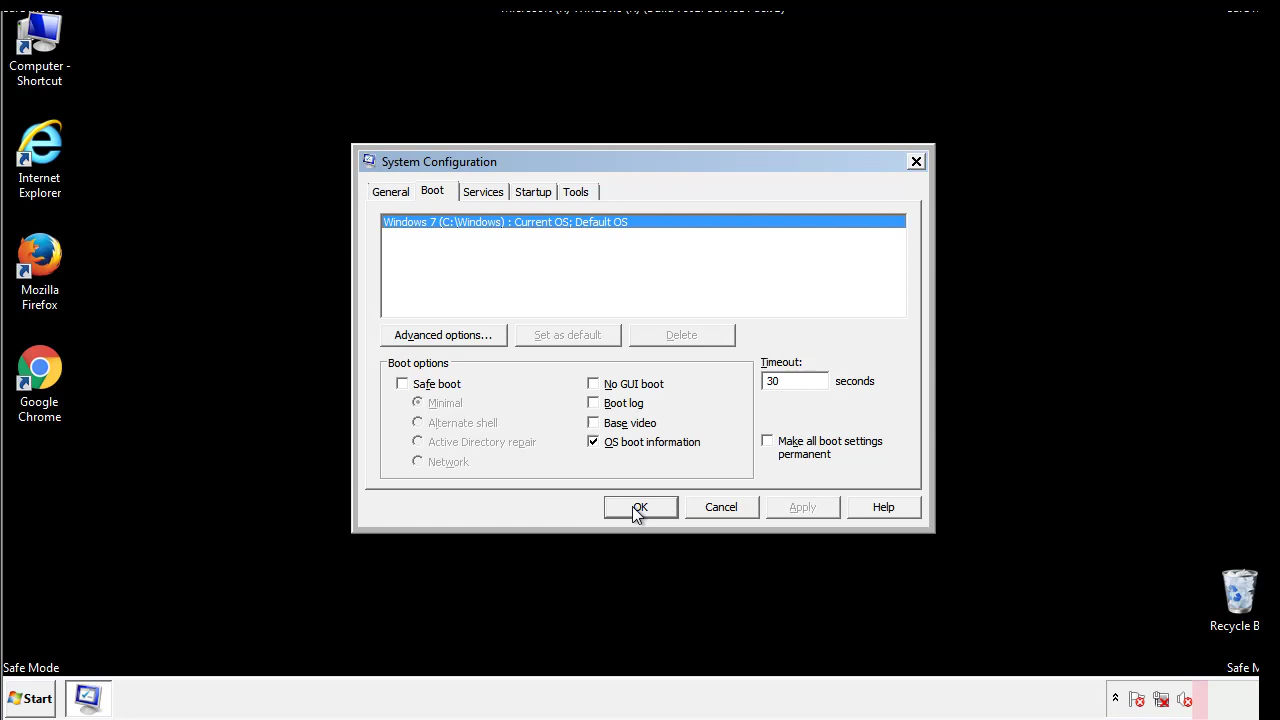 Computer -
Shortcut
Internet
Explorer
Mozilla
Firefox
Google
Chrome
System Configuration
General Boot Services Startup Tools
Windows 7 (C:\Windows) : Current OS; Default OS
Advanced options... Set as default Delete
Boot options
Timeout:
Safe boot No GUI boot
30 seconds
Minimal Boot log
Alternate shell Base video
Active Directory repair OS boot information
Make all boot settings
permanent
Network
OK Cancel Apply Help
Recycle B
Safe Mode Safe M
Start